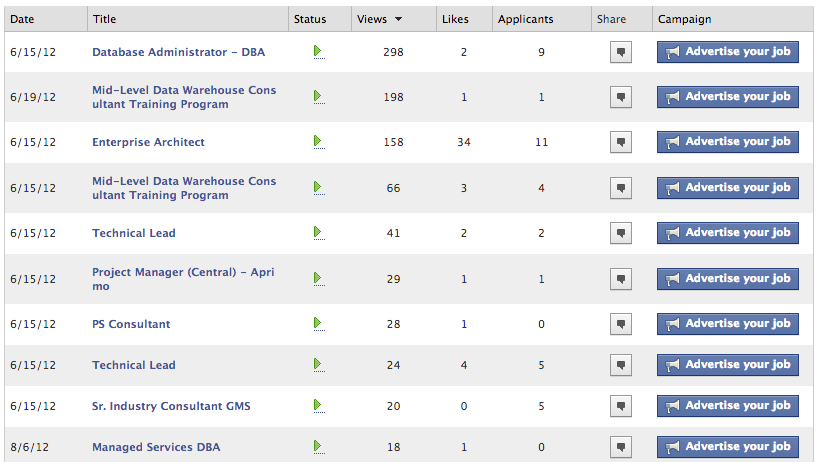 Date Title Status Views Likes Applicants Share Campaign
6/15/12 Database Administrator - DBA 298 2 9 Advertise your job
6/19/12 Mid-Level Data Warehouse Cons
ultant Training Program 198 1 1 Advertise your job
6/15/12 Enterprise Architect 158 34 11 Advertise your job
6/15/12 Mid-Level Data Warehouse Cons
ultant Training Program 66 3 4 Advertise your job
6/15/12 Technical Lead 41 2 2 Advertise your job
6/15/12 Project Manager (Central) - Apri
mo 29 1 1 Advertise your job
6/15/12 PS Consultant 28 1 0 Advertise your job
6/15/12 Technical Lead 24 4 5 Advertise your job
6/15/12 Sr. Industry Consultant GMS 20 0 5 Advertise your job
8/6/12 Managed Services DBA 18 1 0 Advertise your job